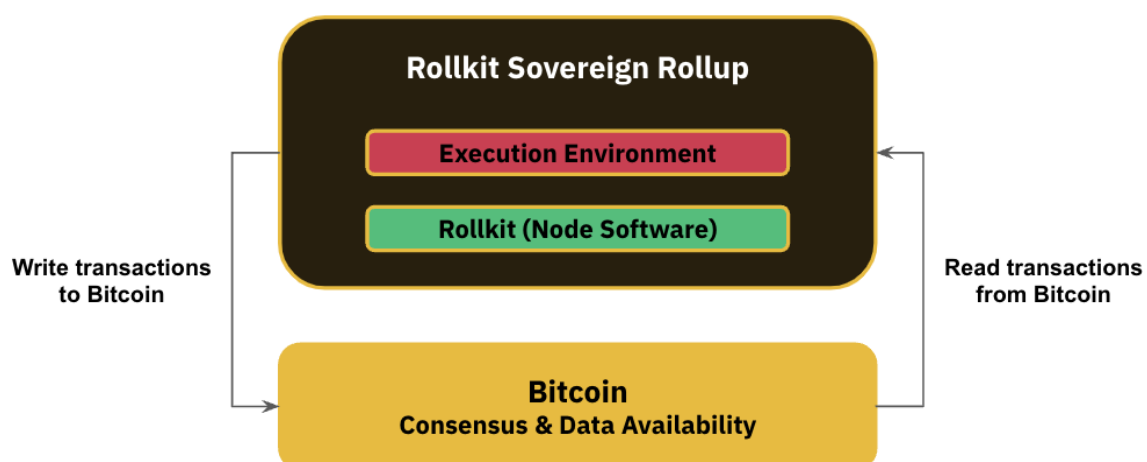 Rollkit Sovereign Rollup
Execution Environment
Rollkit (Node Software)
Write transactions
to Bitcoin
Read transactions
from Bitcoin
Bitcoin
Consensus & Data Availability